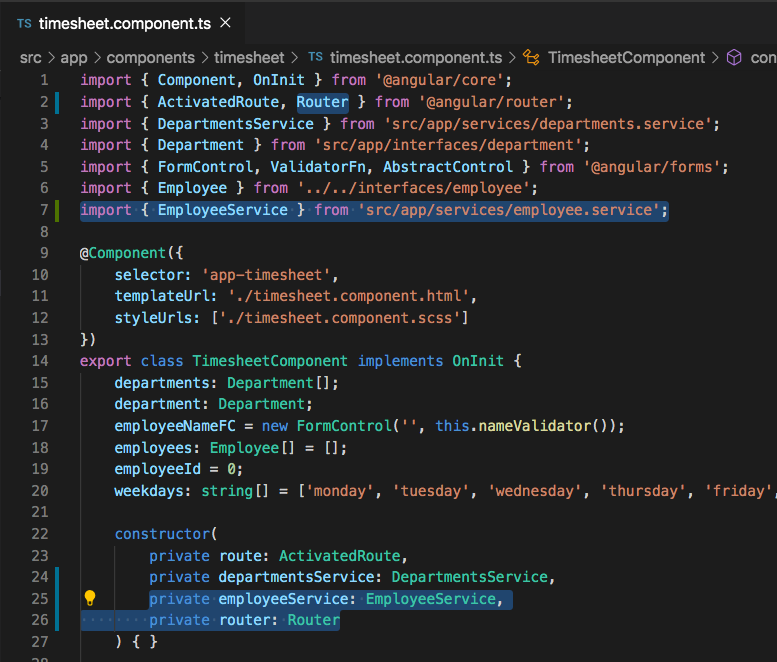 TS timesheet.component.ts ×
src > app > components > timesheet > TS timesheet.component.ts > TimesheetComponent > con
1 import { Component, OnInit } from '@angular/core';
2 import { ActivatedRoute, Router } from '@angular/router';
3 import { DepartmentsService } from 'src/app/services/departments.service';
4 import { Department } from 'src/app/interfaces/department';
5 import { FormControl, ValidatorFn, AbstractControl } from '@angular/forms';
6 import { Employee } from '../../interfaces/employee';
7 import { EmployeeService } from 'src/app/services/employee.service';
8
9 @Component({
10     selector: 'app-timesheet',
11     templateUrl: './timesheet.component.html',
12     styleUrls: ['./timesheet.component.scss']
13 })
14 export class TimesheetComponent implements OnInit {
15     departments: Department[];
16     department: Department;
17     employeeNameFC = new FormControl('', this.nameValidator());
18     employees: Employee[] = [];
19     employeeId = 0;
20     weekdays: string[] = ['monday', 'tuesday', 'wednesday', 'thursday', 'friday',
21
22     constructor(
23         private route: ActivatedRoute,
24         private departmentsService: DepartmentsService,
25         private employeeService: EmployeeService,
26         private router: Router
27     ) { }
28